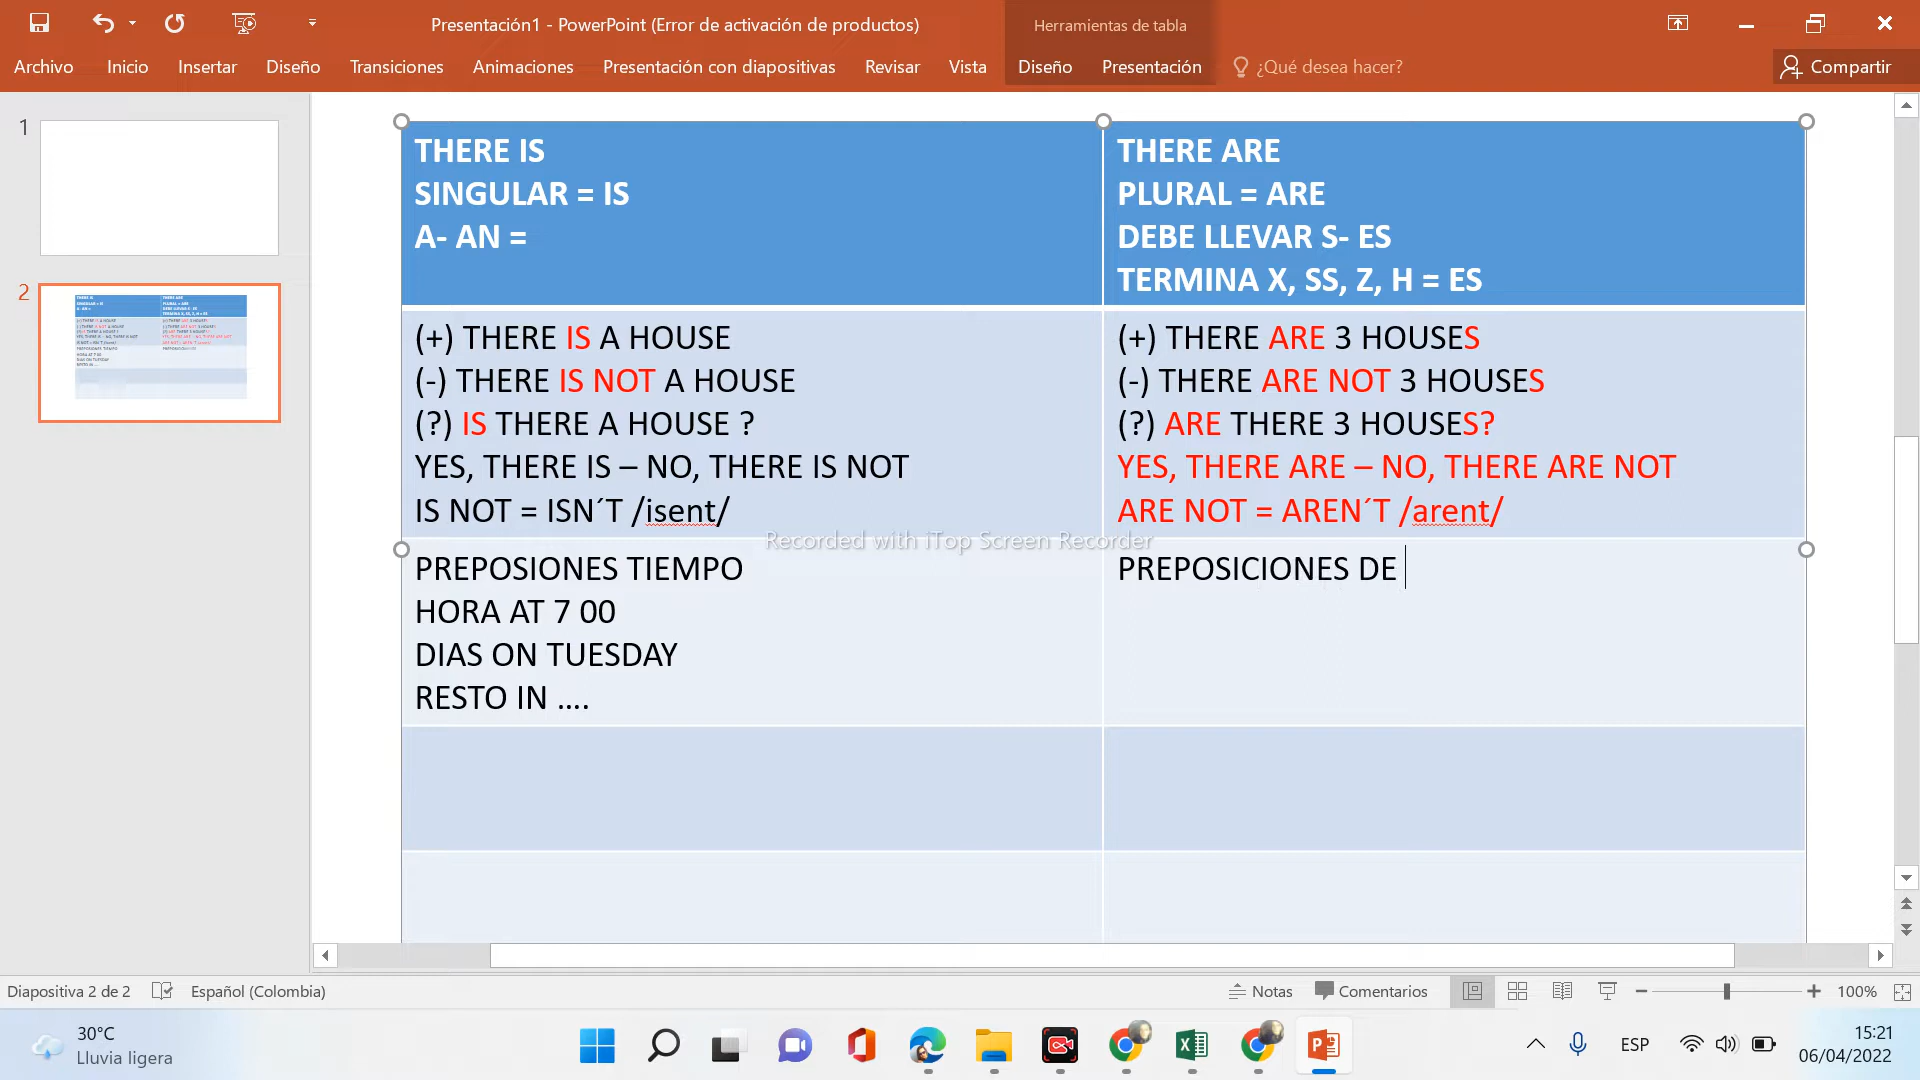 Presentación1 - PowerPoint (Error de activación de productos)
Herramientas de tabla
Archivo Inicio Insertar Diseño Transiciones Animaciones Presentación con diapositivas Revisar Vista Diseño Presentación ¿Qué desea hacer? Compartir
1
2
THERE IS
SINGULAR = IS
A- AN =
THERE ARE
PLURAL = ARE
DEBE LLEVAR S- ES
TERMINA X, SS, Z, H = ES
(+) THERE IS A HOUSE
(-) THERE IS NOT A HOUSE
(?) IS THERE A HOUSE ?
YES, THERE IS – NO, THERE IS NOT
IS NOT = ISN´T /isent/
(+) THERE ARE 3 HOUSES
(-) THERE ARE NOT 3 HOUSES
(?) ARE THERE 3 HOUSES?
YES, THERE ARE – NO, THERE ARE NOT
ARE NOT = AREN´T /arent/
Recorded with iTop Screen Recorder
PREPOSIONES TIEMPO
HORA AT 7 00
DIAS ON TUESDAY
RESTO IN ....
PREPOSICIONES DE
Diapositiva 2 de 2 Español (Colombia) Notas Comentarios 100%
30°C
Lluvia ligera
ESP
15:21
06/04/2022